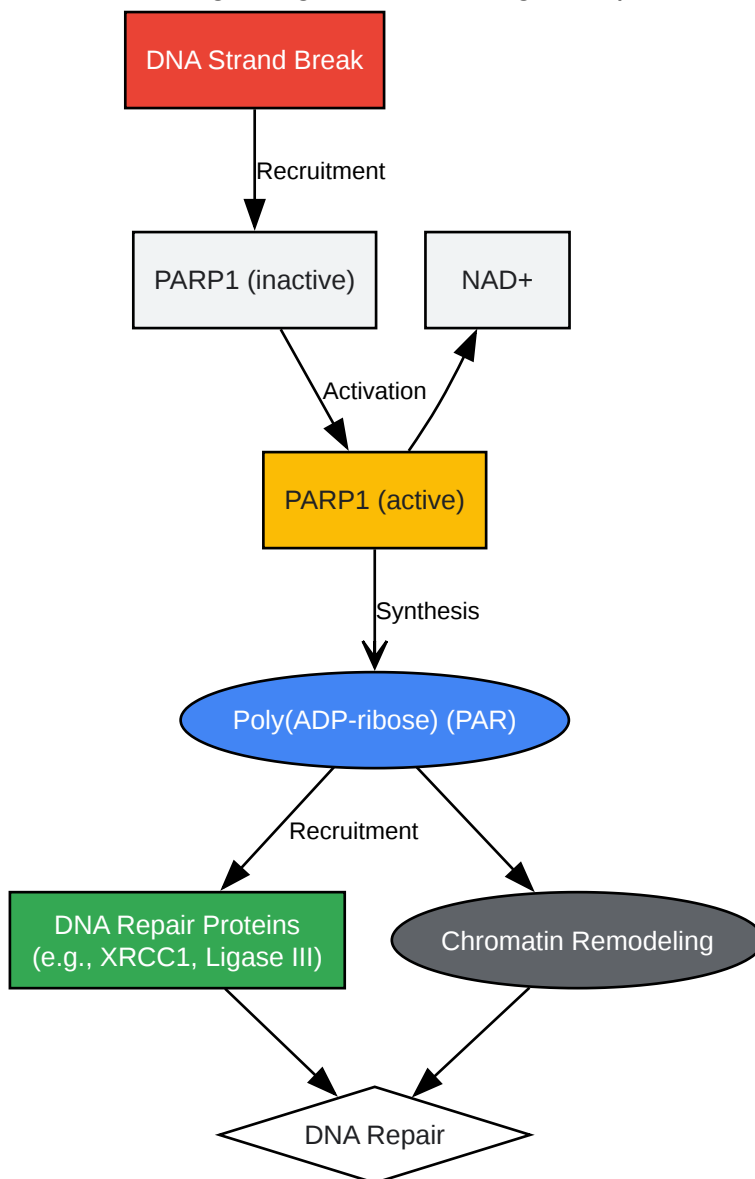 DNA Strand Break
Recruitment
PARP1 (inactive)
NAD+
Activation
PARP1 (active)
Synthesis
Poly(ADP-ribose) (PAR)
Recruitment
DNA Repair Proteins
(e.g., XRCC1, Ligase III)
Chromatin Remodeling
DNA Repair